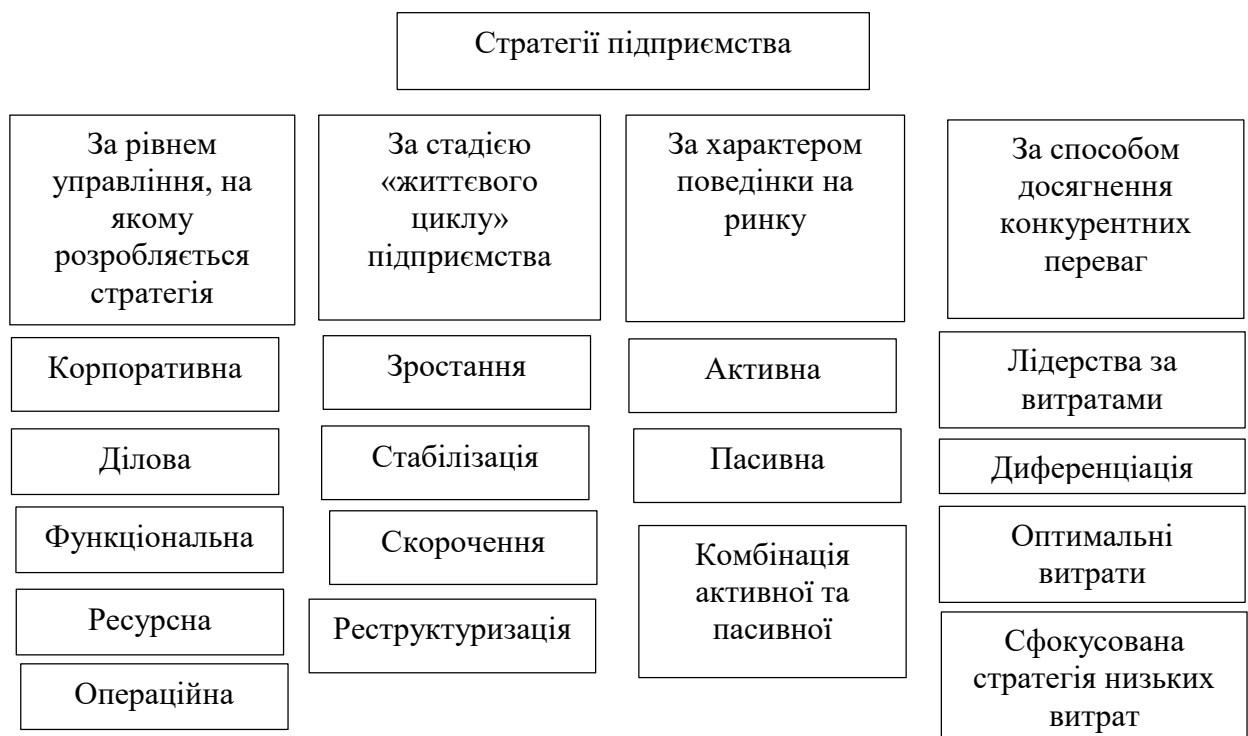 Стратегії підприємства
За рівнем
управління, на
якому
розробляється
стратегія
Корпоративна
Ділова
Функціональна
Ресурсна
Операційна
За стадією
«життєвого
циклу»
підприємства
Зростання
Стабілізація
Скорочення
Реструктуризація
За характером
поведінки на
ринку
Активна
Пасивна
Комбінація
активної та
пасивної
За способом
досягнення
конкурентних
переваг
Лідерства за
витратами
Диференціація
Оптимальні
витрати
Сфокусована
стратегія низьких
витрат